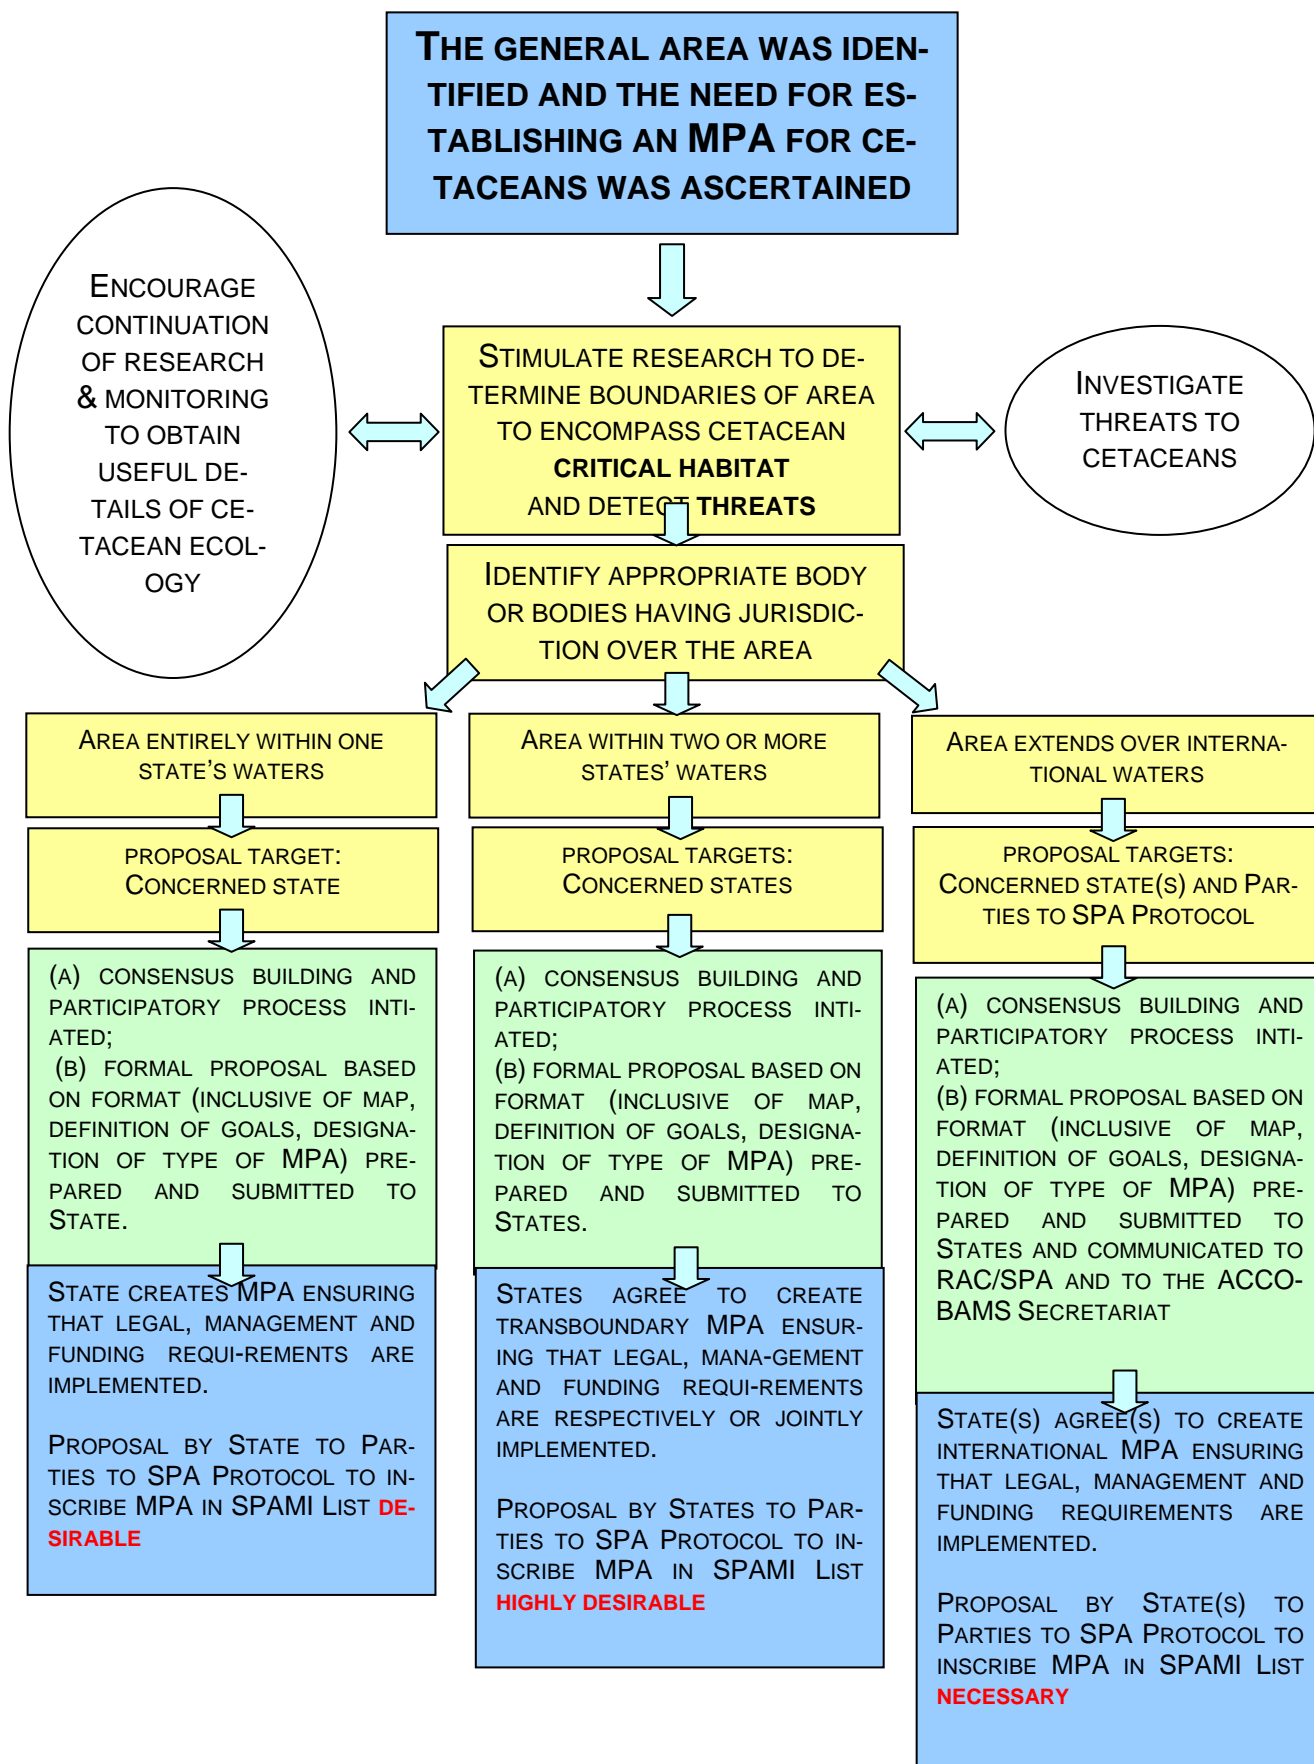 THE GENERAL AREA WAS IDEN-
TIFIED AND THE NEED FOR ES-
TABLISHING AN MPA FOR CE-
TACEANS WAS ASCERTAINED
ENCOURAGE
CONTINUATION
OF RESEARCH
& MONITORING
TO OBTAIN
USEFUL DE-
TAILS OF CE-
TACEAN ECOL-
OGY
STIMULATE RESEARCH TO DE-
TERMINE BOUNDARIES OF AREA
TO ENCOMPASS CETACEAN
CRITICAL HABITAT
AND DETECT THREATS
INVESTIGATE
THREATS TO
CETACEANS
IDENTIFY APPROPRIATE BODY
OR BODIES HAVING JURISDIC-
TION OVER THE AREA
AREA ENTIRELY WITHIN ONE
STATE'S WATERS
PROPOSAL TARGET:
CONCERNED STATE
(A) CONSENSUS BUILDING AND
PARTICIPATORY PROCESS INTI-
ATED;
(B) FORMAL PROPOSAL BASED
ON FORMAT (INCLUSIVE OF MAP,
DEFINITION OF GOALS, DESIGNA-
TION OF TYPE OF MPA) PRE-
PARED AND SUBMITTED TO
STATE.
STATE CREATES MPA ENSURING
THAT LEGAL, MANAGEMENT AND
FUNDING REQUI-REMENTS ARE
IMPLEMENTED.
PROPOSAL BY STATE TO PAR-
TIES TO SPA PROTOCOL TO IN-
SCRIBE MPA IN SPAMI LIST DE-
SIRABLE
AREA WITHIN TWO OR MORE
STATES' WATERS
PROPOSAL TARGETS:
CONCERNED STATES
(A) CONSENSUS BUILDING AND
PARTICIPATORY PROCESS INTI-
ATED;
(B) FORMAL PROPOSAL BASED ON
FORMAT (INCLUSIVE OF MAP,
DEFINITION OF GOALS, DESIGNA-
TION OF TYPE OF MPA) PRE-
PARED AND SUBMITTED TO
STATES.
STATES AGREE TO CREATE
TRANSBOUNDARY MPA ENSUR-
ING THAT LEGAL, MANA-GEMENT
AND FUNDING REQUI-REMENTS
ARE RESPECTIVELY OR JOINTLY
IMPLEMENTED.
PROPOSAL BY STATES TO PAR-
TIES TO SPA PROTOCOL TO IN-
SCRIBE MPA IN SPAMI LIST
HIGHLY DESIRABLE
AREA EXTENDS OVER INTERNA-
TIONAL WATERS
PROPOSAL TARGETS:
CONCERNED STATE(S) AND PAR-
TIES TO SPA PROTOCOL
(A) CONSENSUS BUILDING AND
PARTICIPATORY PROCESS INTI-
ATED;
(B) FORMAL PROPOSAL BASED ON
FORMAT (INCLUSIVE OF MAP,
DEFINITION OF GOALS, DESIGNA-
TION OF TYPE OF MPA) PRE-
PARED AND SUBMITTED TO
STATES AND COMMUNICATED TO
RAC/SPA AND TO THE ACCO-
BAMS SECRETARIAT
STATE(S) AGREE(S) TO CREATE
INTERNATIONAL MPA ENSURING
THAT LEGAL, MANAGEMENT AND
FUNDING REQUIREMENTS ARE
IMPLEMENTED.
PROPOSAL BY STATE(S) TO
PARTIES TO SPA PROTOCOL TO
INSCRIBE MPA IN SPAMI LIST
NECESSARY